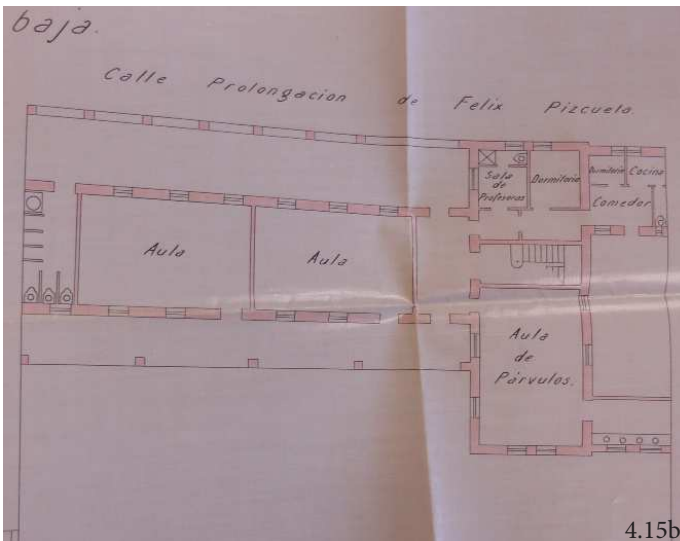 baja.
Calle Prolongacion de Felix Pizcueta.
Sala
de
Profesoras
Dormitorio
Dormitorio
Cocina
Comedor
Aula
Aula
Aula
de
Párvulos.
4.15b